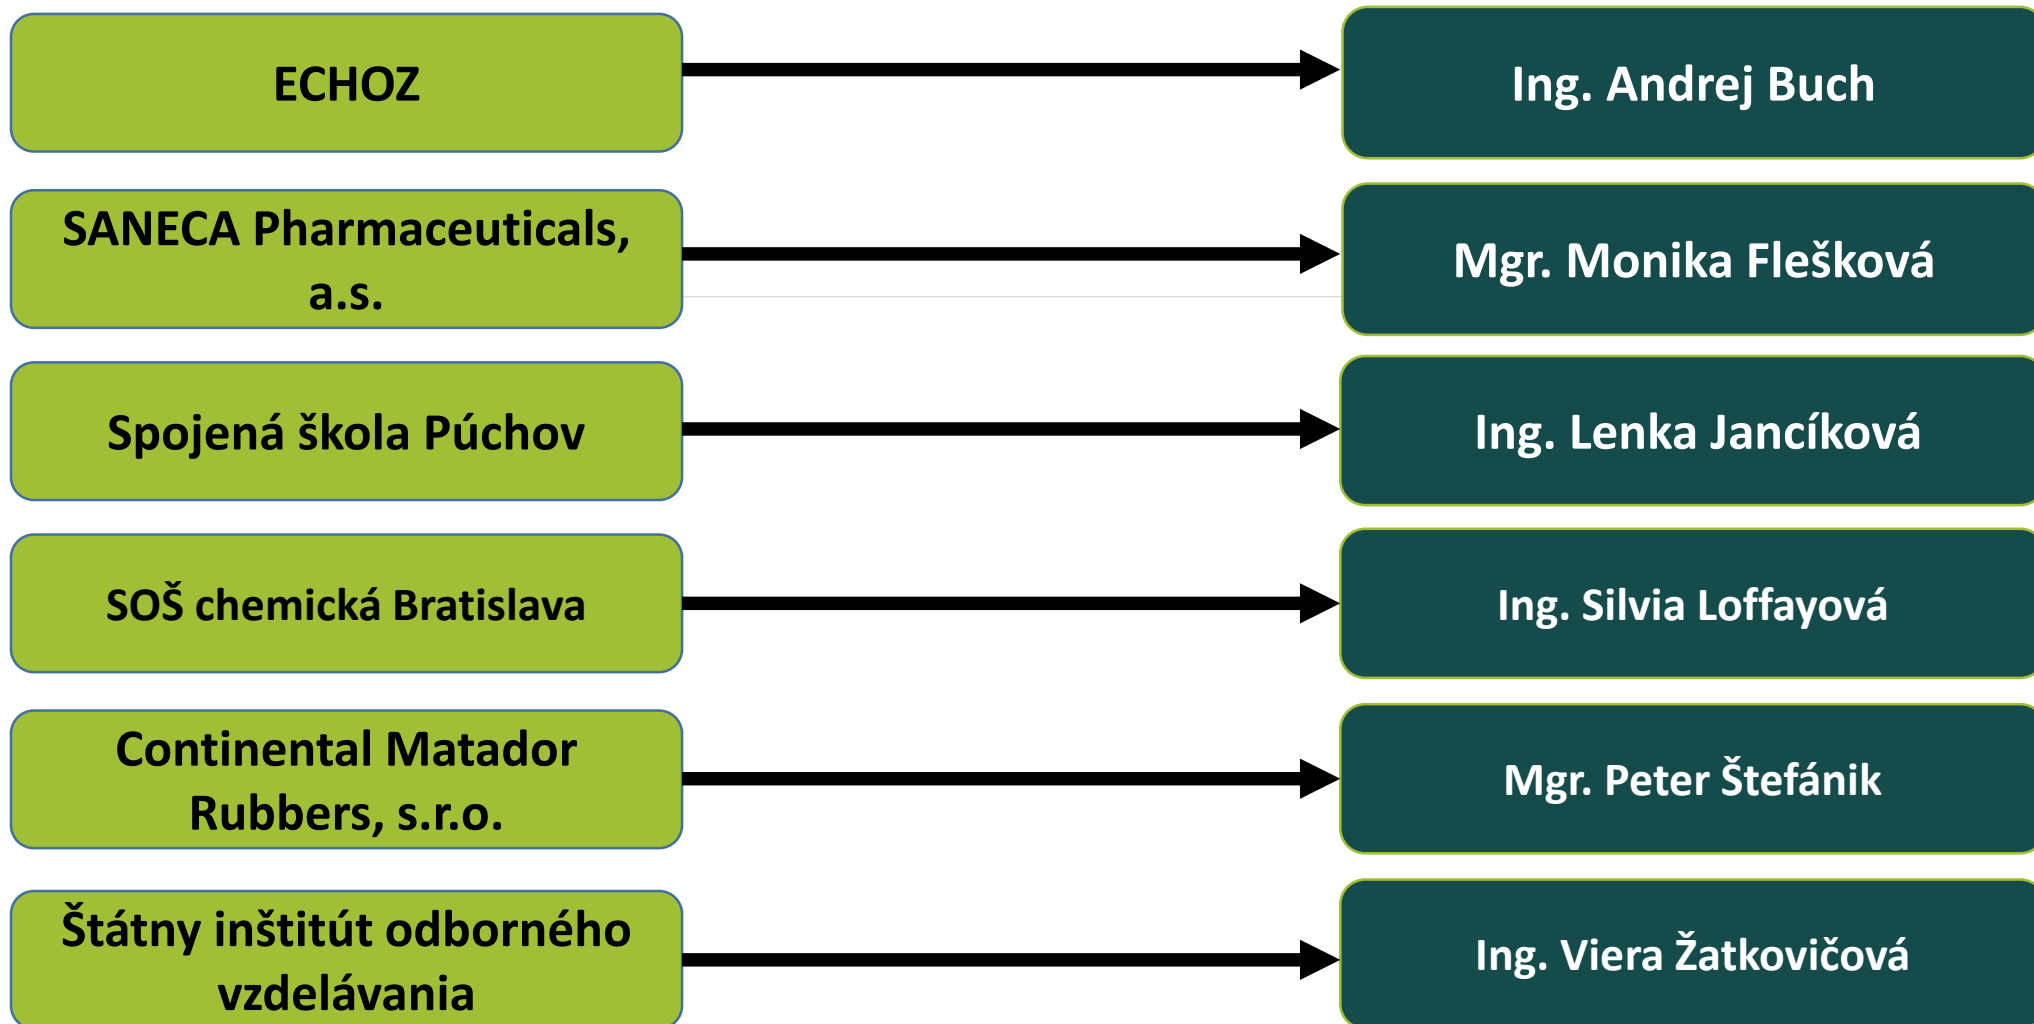 ECHOZ
Ing. Andrej Buch
SANECA Pharmaceuticals,
a.s.
Mgr. Monika Flešková
Spojená škola Púchov
Ing. Lenka Jancíková
SOŠ chemická Bratislava
Ing. Silvia Loffayová
Continental Matador
Rubbers, s.r.o.
Mgr. Peter Štefánik
Štátny inštitút odborného
vzdelávania
Ing. Viera Žatkovičová